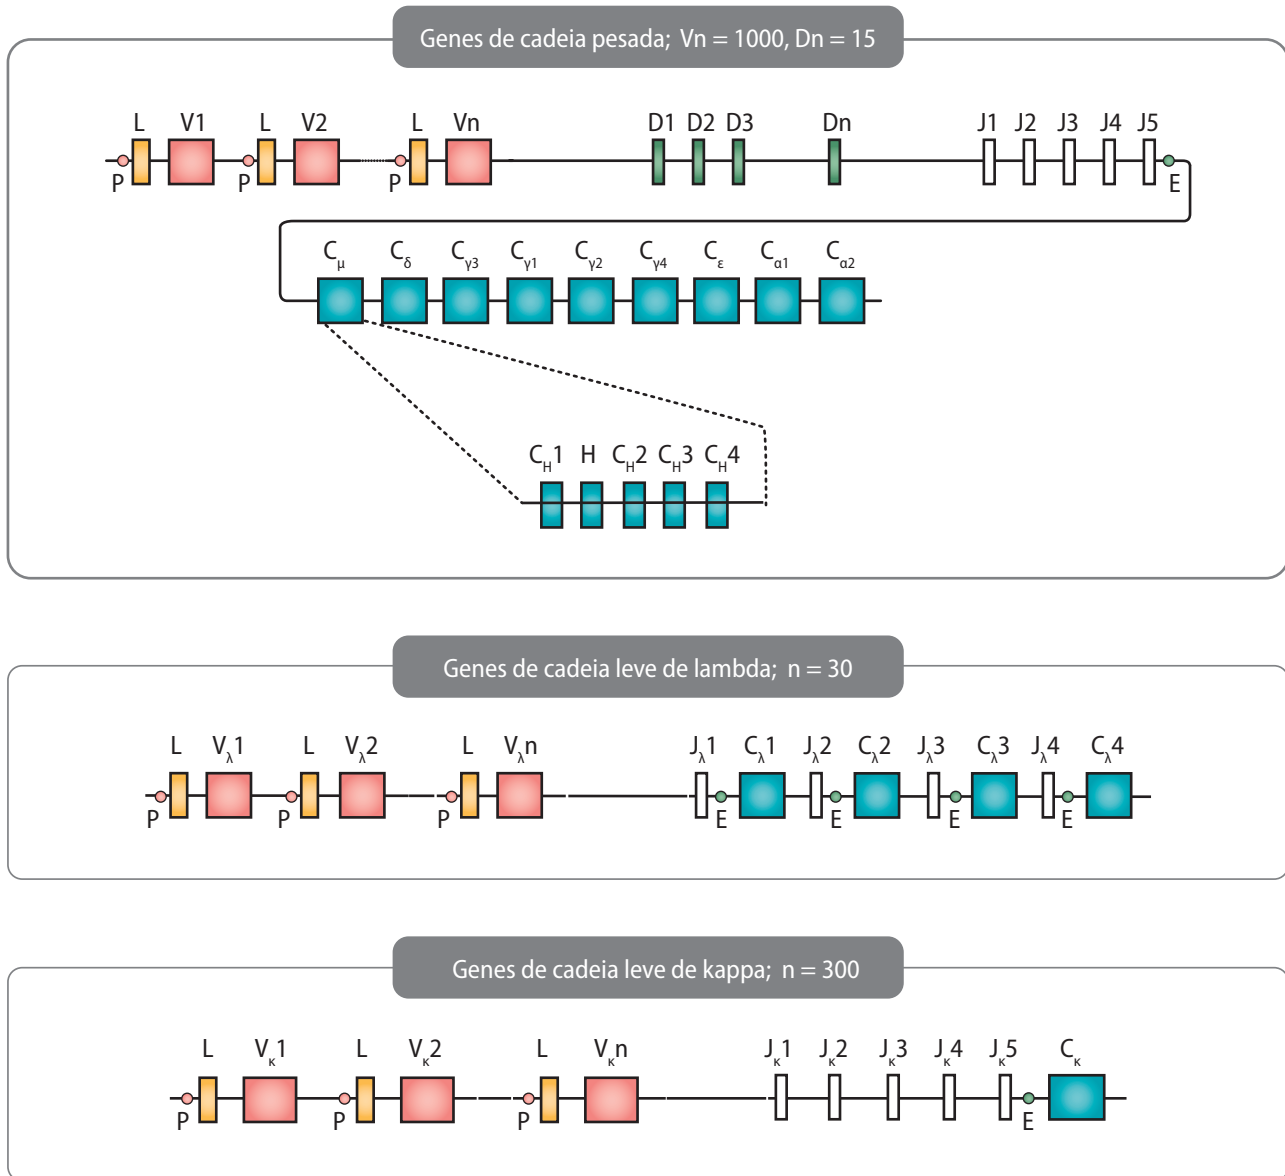 Genes de cadeia pesada; Vn = 1000, Dn = 15
L V1 L V2 L Vn D1 D2 D3 Dn J1 J2 J3 J4 J5
P P P E
Cμ Cδ Cγ3 Cγ1 Cγ2 Cγ4 Cε Cα1 Cα2
CH1 H CH2 CH3 CH4
Genes de cadeia leve de lambda; n = 30
L Vλ1 L Vλ2 L Vλn Jλ1 Cλ1 Jλ2 Cλ2 Jλ3 Cλ3 Jλ4 Cλ4
P P P E E E E
Genes de cadeia leve de kappa; n = 300
L Vκ1 L Vκ2 L Vκn Jκ1 Jκ2 Jκ3 Jκ4 Jκ5 Cκ
P P P E